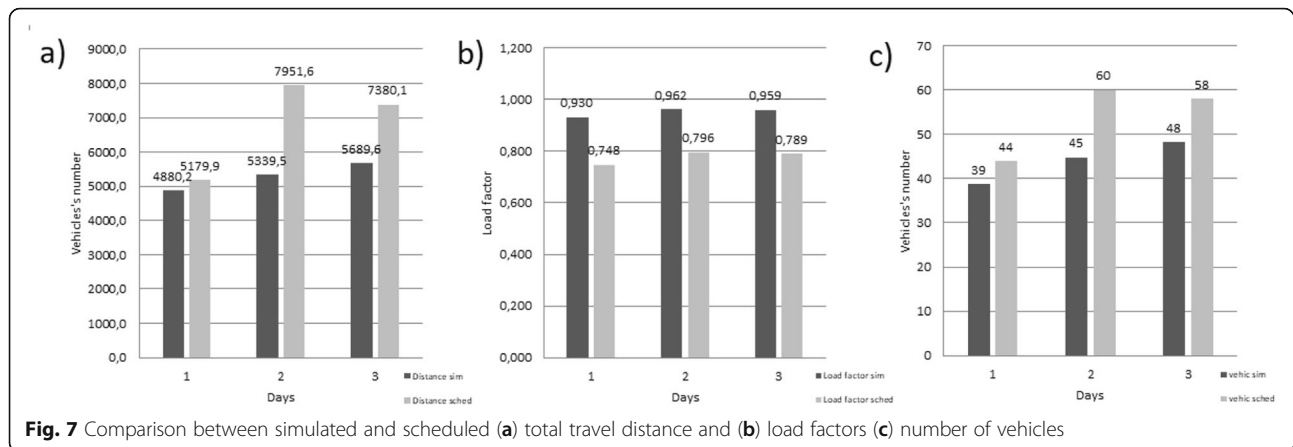 a)
9000,0
8000,0
7000,0
6000,0
5000,0
4000,0
3000,0
2000,0
1000,0
0,0
Vehicles's number
4880,2
5179,9
5339,5
7951,6
5689,6
7380,1
1 2 3
Days
Distance sim
Distance sched
b)
1,200
1,000
0,800
0,600
0,400
0,200
0,000
Load factor
0,930
0,748
0,962
0,796
0,959
0,789
1 2 3
Days
Load factor sim
Load factor sched
c)
70
60
50
40
30
20
10
0
Vehicles's number
39
44
45
60
48
58
1 2 3
Days
vehic sim
vehic sched
Fig. 7 Comparison between simulated and scheduled (a) total travel distance and (b) load factors (c) number of vehicles